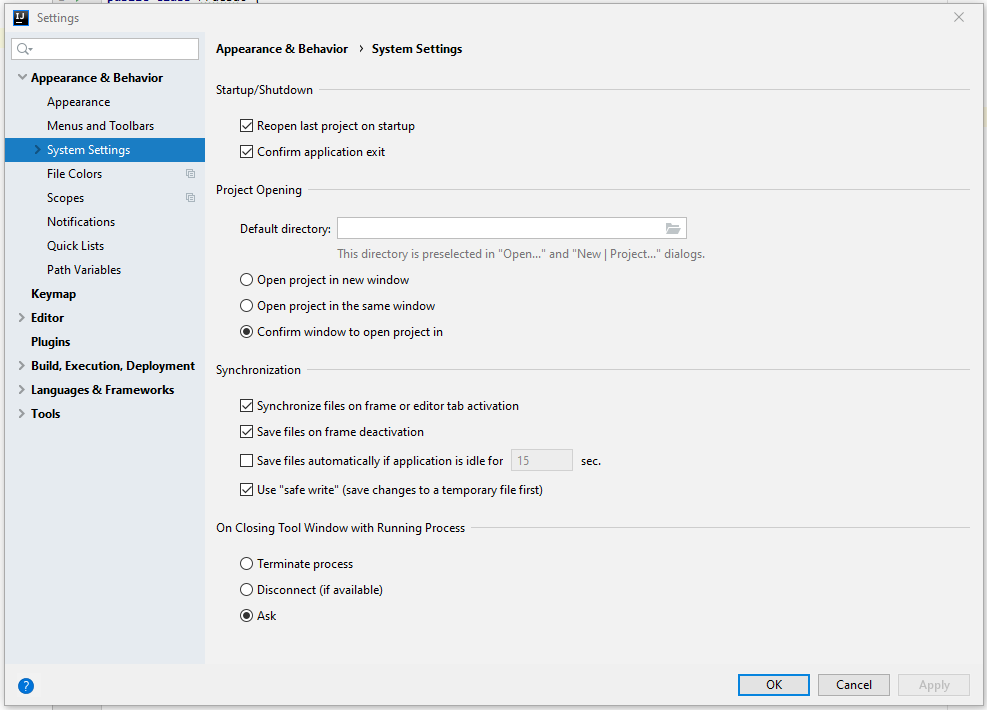 IJ Settings
Appearance & Behavior
Appearance
Menus and Toolbars
System Settings
File Colors
Scopes
Notifications
Quick Lists
Path Variables
Keymap
Editor
Plugins
Build, Execution, Deployment
Languages & Frameworks
Tools
Appearance & Behavior › System Settings
Startup/Shutdown
Reopen last project on startup
Confirm application exit
Project Opening
Default directory:
This directory is preselected in "Open..." and "New | Project..." dialogs.
Open project in new window
Open project in the same window
Confirm window to open project in
Synchronization
Synchronize files on frame or editor tab activation
Save files on frame deactivation
Save files automatically if application is idle for 15 sec.
Use "safe write" (save changes to a temporary file first)
On Closing Tool Window with Running Process
Terminate process
Disconnect (if available)
Ask
?
OK Cancel Apply